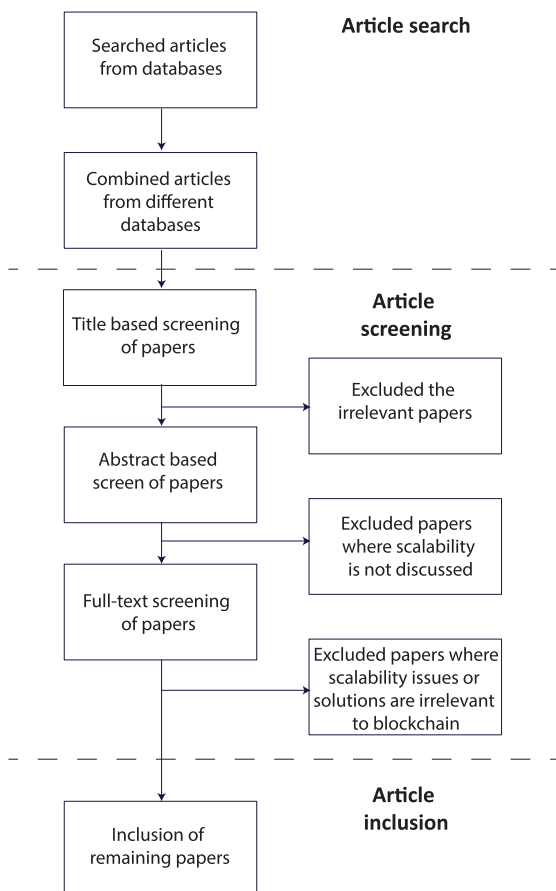 Article search
Searched articles
from databases
Combined articles
from different
databases
Article
screening
Title based screening
of papers
Excluded the
irrelevant papers
Abstract based
screen of papers
Excluded papers
where scalability
is not discussed
Full-text screening
of papers
Excluded papers where
scalability issues or
solutions are irrelevant
to blockchain
Article
inclusion
Inclusion of
remaining papers